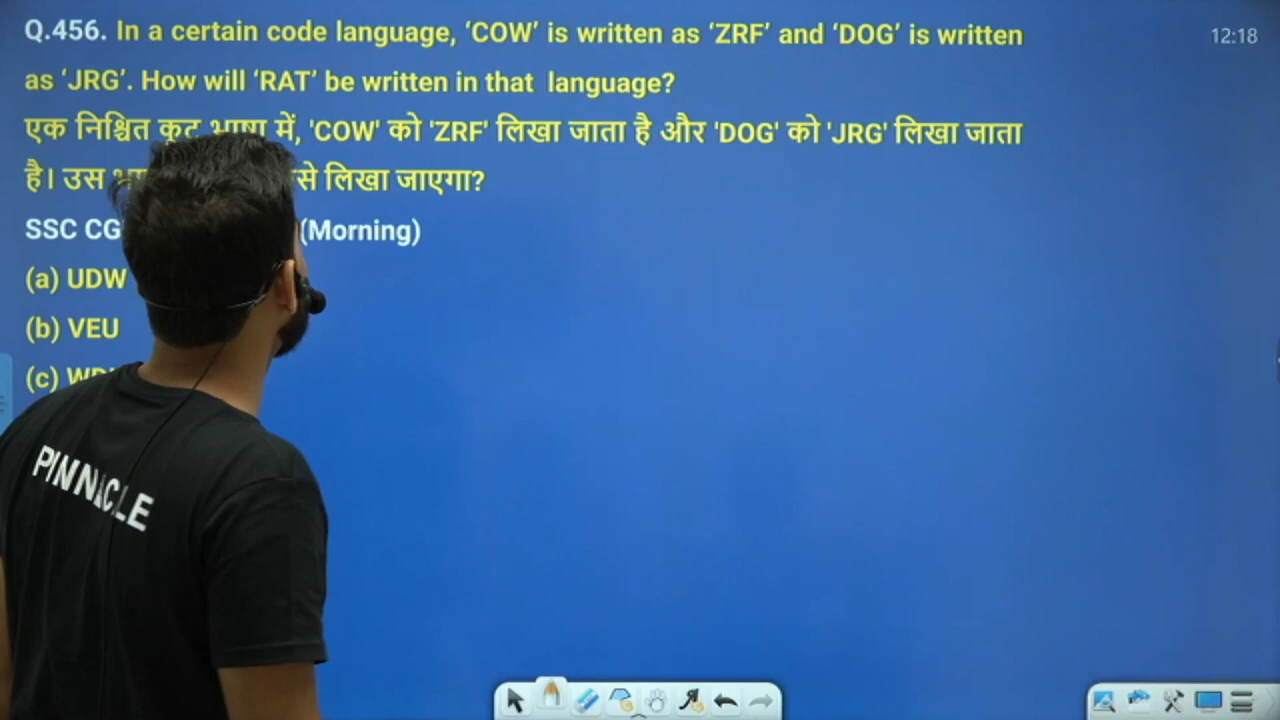 Q.456. In a certain code language, ‘COW’ is written as ‘ZRF’ and ‘DOG’ is written
12:18
as ‘JRG’. How will ‘RAT’ be written in that language?
एक निश्चित कूट भाषा में, 'COW' को 'ZRF' लिखा जाता है और 'DOG' को 'JRG' लिखा जाता
है। उस से लिखा जाएगा?
SSC CG (Morning)
(a) UDW
(b) VEU
(c)
PINNACLE